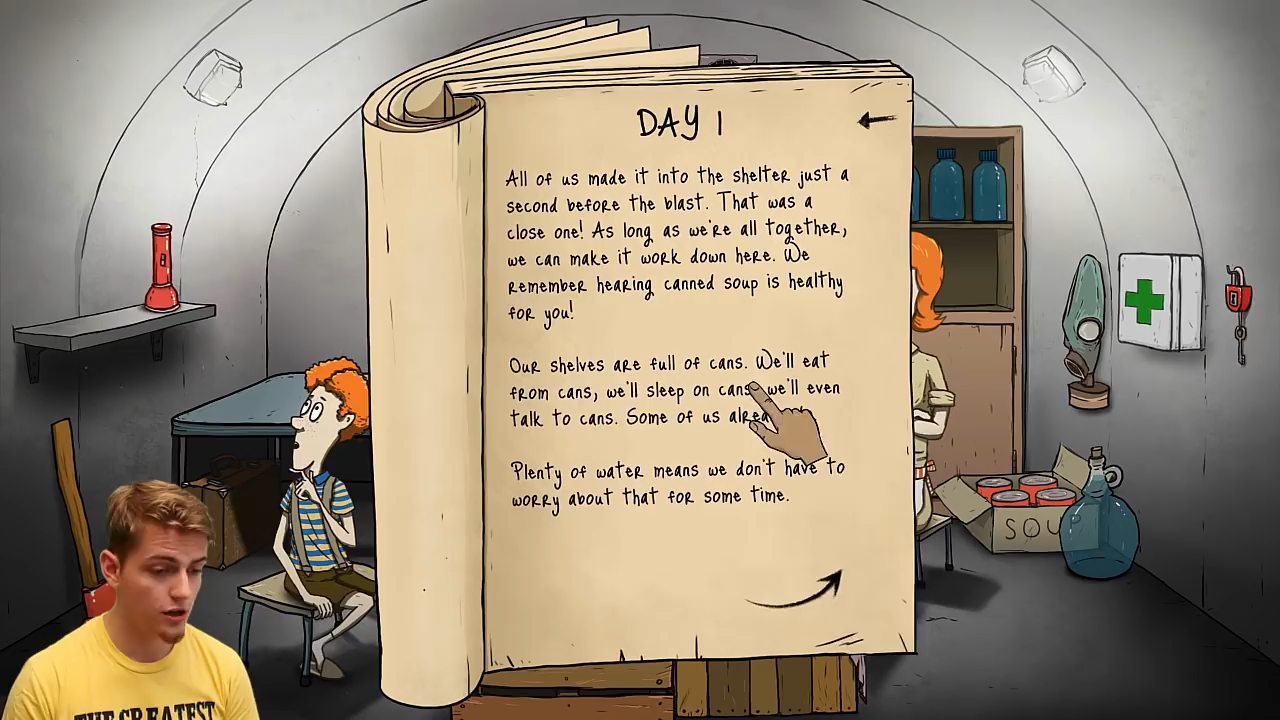 DAY 1
All of us made it into the shelter just a
second before the blast. That was a
close one! As long as we're all together,
we can make it work down here. We
remember hearing canned soup is healthy
for you!
Our shelves are full of cans. We'll eat
from cans, we'll sleep on cans, we'll even
talk to cans. Some of us
Plenty of water means we don't have to
worry about that for some time.
SOUP
THE GREATEST